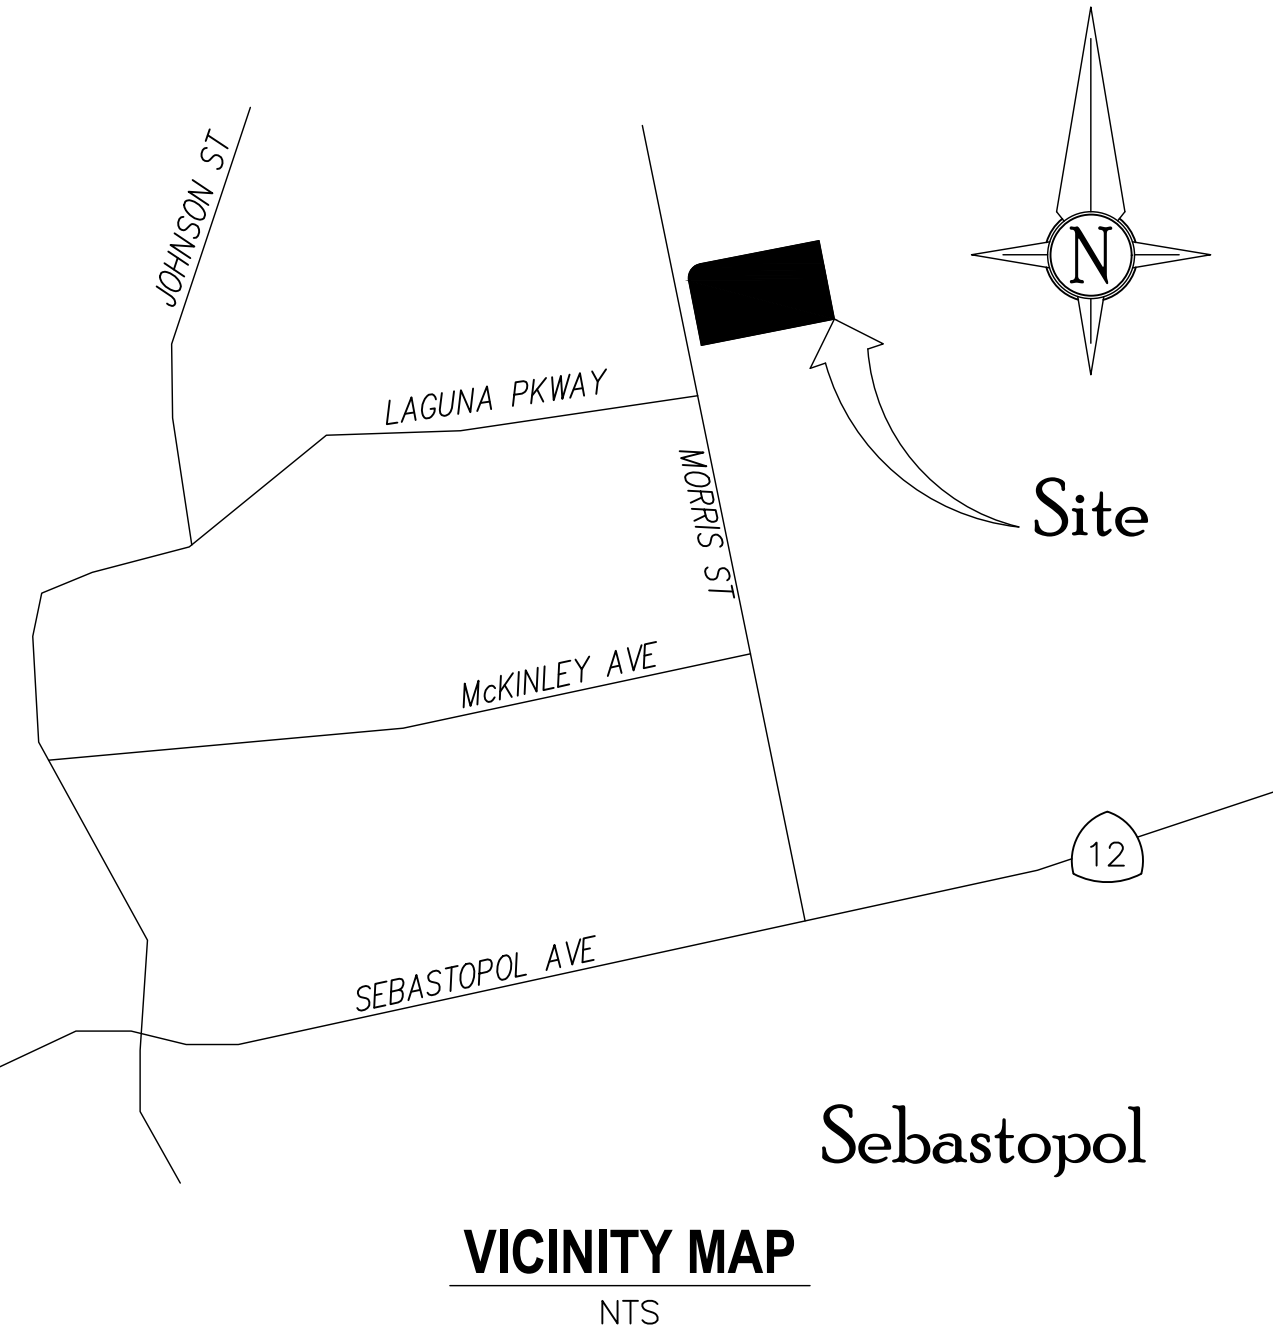 JOHNSON ST
N
LAGUNA PKWAY
MORRIS ST
Site
McKINLEY AVE
12
SEBASTOPOL AVE
Sebastopol
VICINITY MAP
NTS